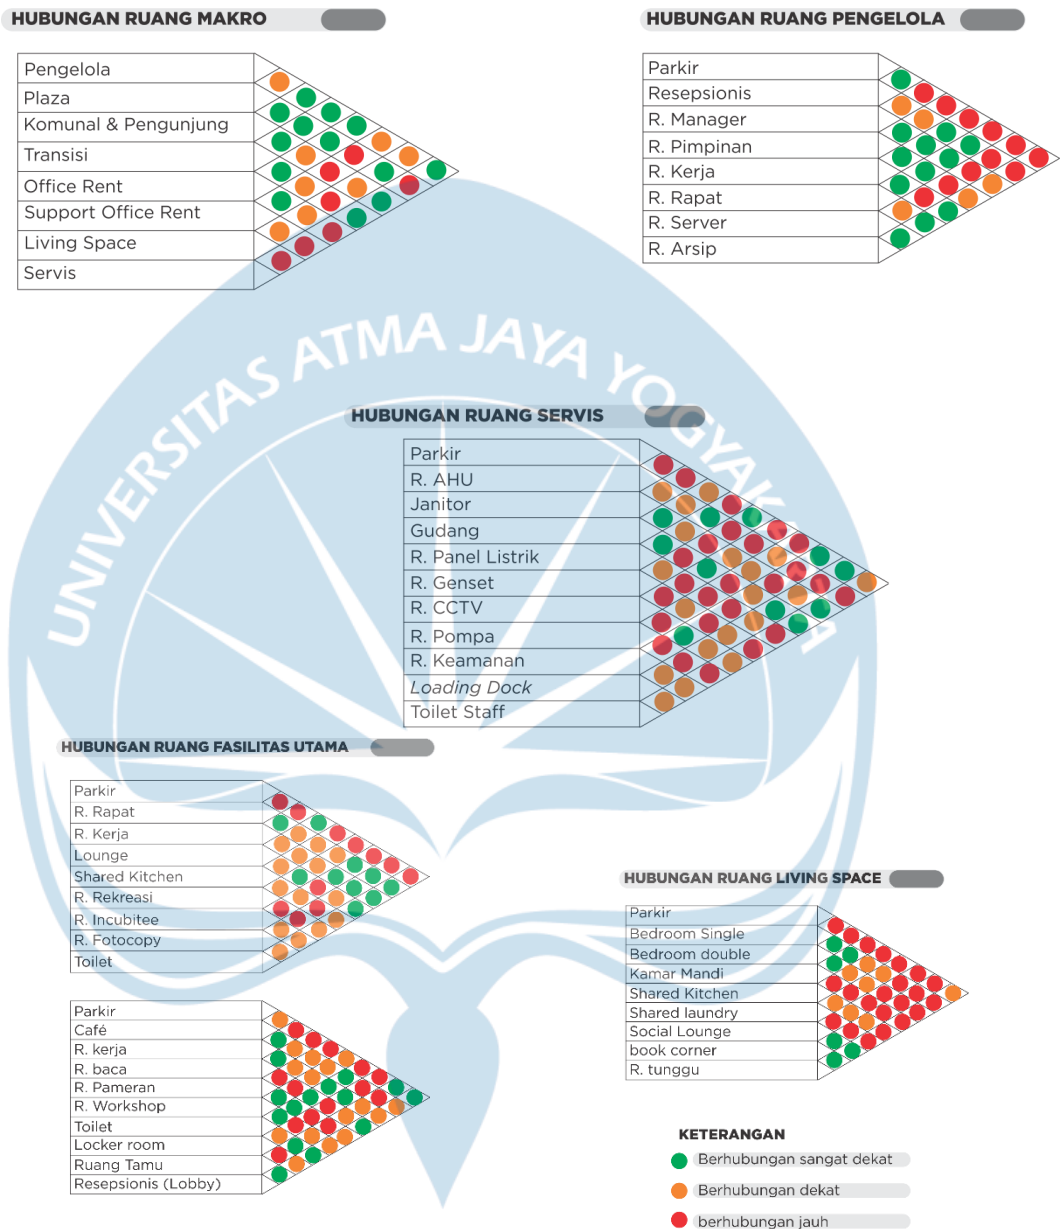 HUBUNGAN RUANG MAKRO
Pengelola
Plaza
Komunal & Pengunjung
Transisi
Office Rent
Support Office Rent
Living Space
Servis
HUBUNGAN RUANG PENGELOLA
Parkir
Resepsionis
R. Manager
R. Pimpinan
R. Kerja
R. Rapat
R. Server
R. Arsip
UNIVERSITAS ATMA JAYA YOGYAKARTA
HUBUNGAN RUANG SERVIS
Parkir
R. AHU
Janitor
Gudang
R. Panel Listrik
R. Genset
R. CCTV
R. Pompa
R. Keamanan
Loading Dock
Toilet Staff
HUBUNGAN RUANG FASILITAS UTAMA
Parkir
R. Rapat
R. Kerja
Lounge
Shared Kitchen
R. Rekreasi
R. Incubitee
R. Fotocopy
Toilet
Parkir
Café
R. kerja
R. baca
R. Pameran
R. Workshop
Toilet
Locker room
Ruang Tamu
Resepsionis (Lobby)
HUBUNGAN RUANG LIVING SPACE
Parkir
Bedroom Single
Bedroom double
Kamar Mandi
Shared Kitchen
Shared laundry
Social Lounge
book corner
R. tunggu
KETERANGAN
Berhubungan sangat dekat
Berhubungan dekat
berhubungan jauh